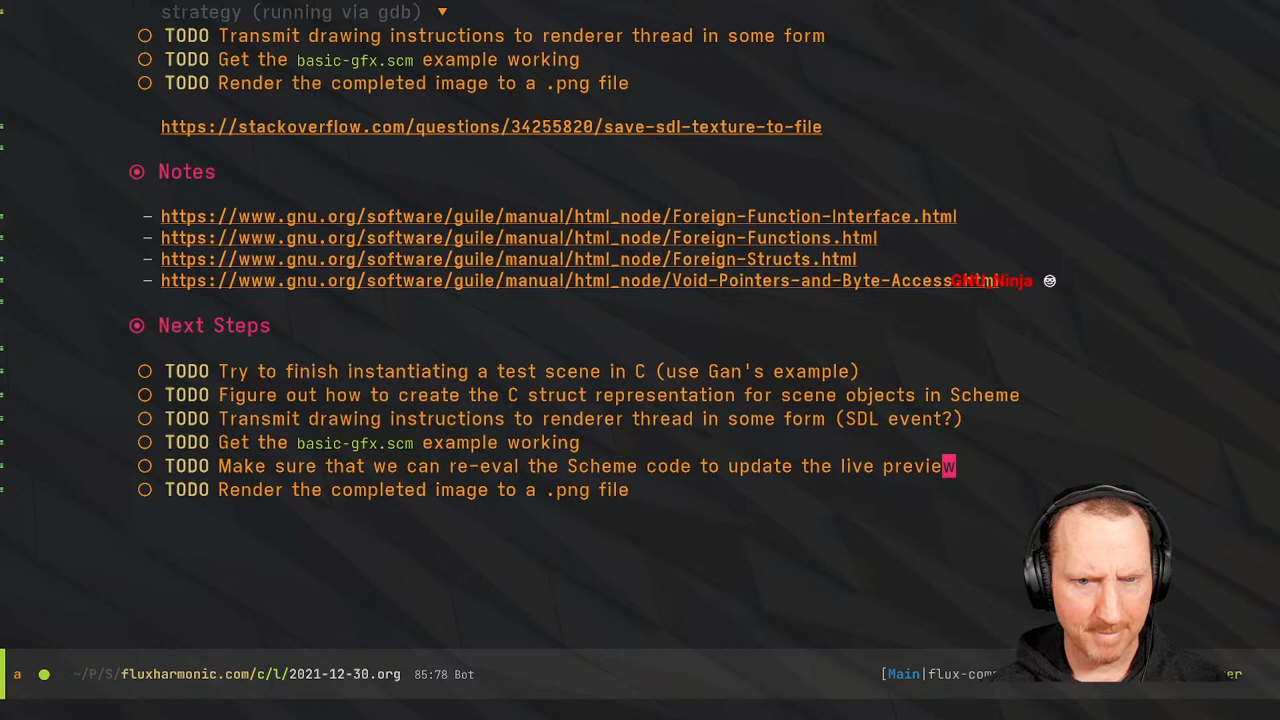 strategy (running via gdb) ▼
○ TODO Transmit drawing instructions to renderer thread in some form
○ TODO Get the basic-gfx.scm example working
○ TODO Render the completed image to a .png file
https://stackoverflow.com/questions/34255820/save-sdl-texture-to-file
Notes
– https://www.gnu.org/software/guile/manual/html_node/Foreign-Function-Interface.html
– https://www.gnu.org/software/guile/manual/html_node/Foreign-Functions.html
– https://www.gnu.org/software/guile/manual/html_node/Foreign-Structs.html
– https://www.gnu.org/software/guile/manual/html_node/Void-Pointers-and-Byte-Access.html GNU_Ninja
Next Steps
○ TODO Try to finish instantiating a test scene in C (use Gan's example)
○ TODO Figure out how to create the C struct representation for scene objects in Scheme
○ TODO Transmit drawing instructions to renderer thread in some form (SDL event?)
○ TODO Get the basic-gfx.scm example working
○ TODO Make sure that we can re-eval the Scheme code to update the live preview
○ TODO Render the completed image to a .png file
a ~/P/S/fluxharmonic.com/c/l/2021-12-30.org 85:78 Bot [Main|flux-com